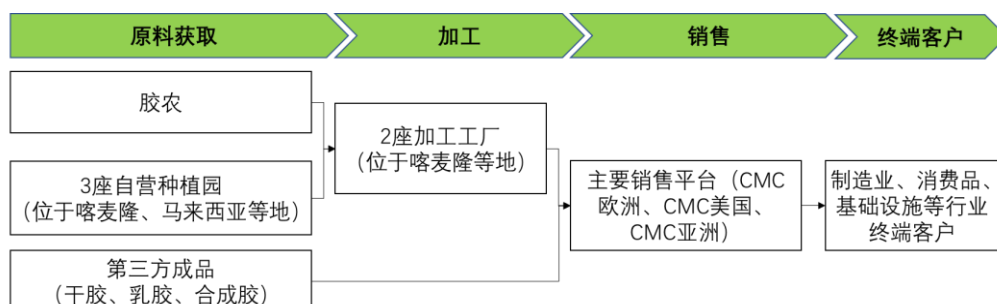 原料获取
加工
销售
终端客户
胶农
3座自营种植园
（位于喀麦隆、马来西亚等地）
第三方成品
（干胶、乳胶、合成胶）
2座加工工厂
（位于喀麦隆等地）
主要销售平台（CMC
欧洲、CMC美国、
CMC亚洲）
制造业、消费品、
基础设施等行业
终端客户